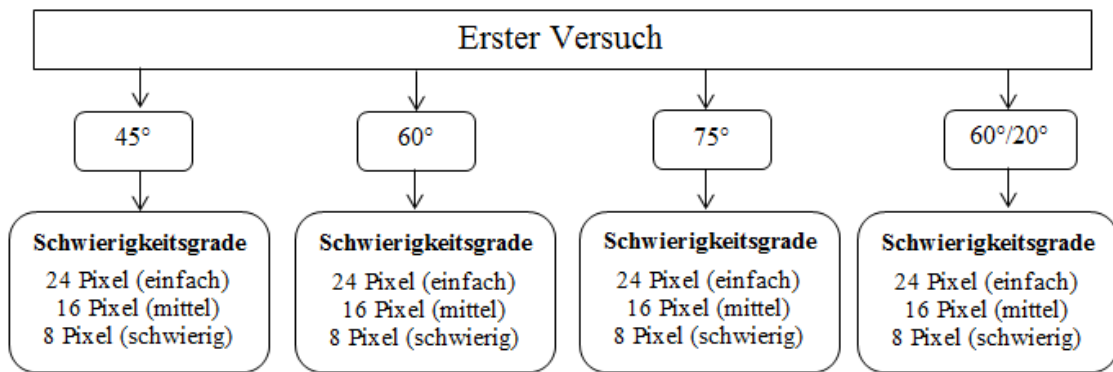 Erster Versuch
45°
60°
75°
60°/20°
Schwierigkeitsgrade
24 Pixel (einfach)
16 Pixel (mittel)
8 Pixel (schwierig)
Schwierigkeitsgrade
24 Pixel (einfach)
16 Pixel (mittel)
8 Pixel (schwierig)
Schwierigkeitsgrade
24 Pixel (einfach)
16 Pixel (mittel)
8 Pixel (schwierig)
Schwierigkeitsgrade
24 Pixel (einfach)
16 Pixel (mittel)
8 Pixel (schwierig)